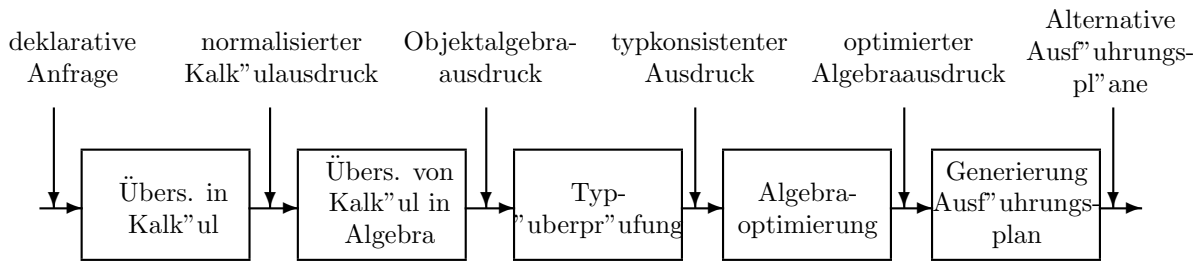 deklarative
Anfrage
normalisierter
Kalk”ulausdruck
Objektalgebra-
ausdruck
typkonsistenter
Ausdruck
optimierter
Algebraausdruck
Alternative
Ausf”uhrungs-
pl”ane
Übers. in
Kalk”ul
Übers. von
Kalk”ul in
Algebra
Typ-
”uberpr”ufung
Algebra-
optimierung
Generierung
Ausf”uhrungs-
plan